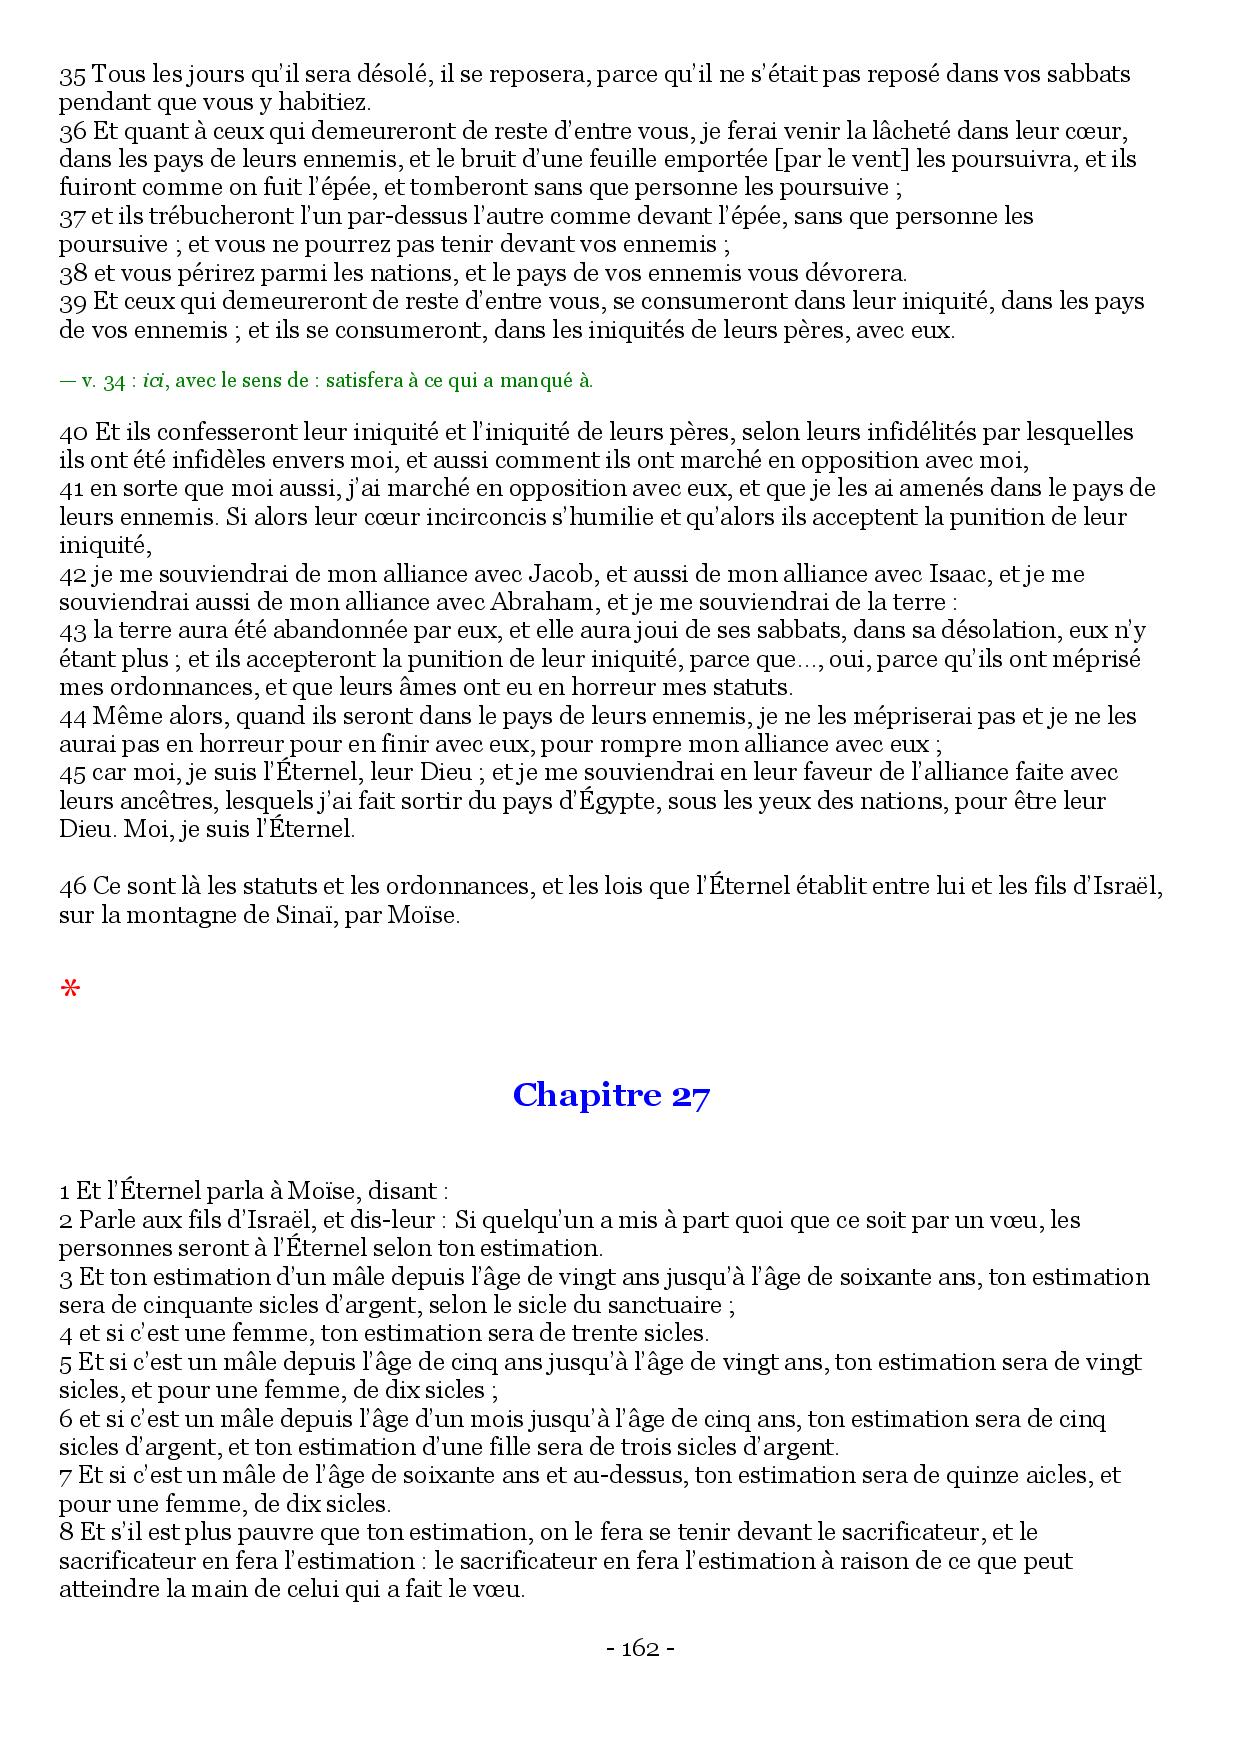 35 Tous les jours qu’il sera désolé, il se reposera, parce qu’il ne s’était pas reposé dans vos sabbats
pendant que vous y habitiez.
36 Et quant à ceux qui demeureront de reste d’entre vous, je ferai venir la lâcheté dans leur cœur,
dans les pays de leurs ennemis, et le bruit d’une feuille emportée [par le vent] les poursuivra, et ils
fuiront comme on fuit l’épée, et tomberont sans que personne les poursuive ;
37 et ils trébucheront l’un par-dessus l’autre comme devant l’épée, sans que personne les
poursuive ; et vous ne pourrez pas tenir devant vos ennemis ;
38 et vous périrez parmi les nations, et le pays de vos ennemis vous dévorera.
39 Et ceux qui demeureront de reste d’entre vous, se consumeront dans leur iniquité, dans les pays
de vos ennemis ; et ils se consumeront, dans les iniquités de leurs pères, avec eux.
— v. 34 : ici, avec le sens de : satisfera à ce qui a manqué à.
40 Et ils confesseront leur iniquité et l’iniquité de leurs pères, selon leurs infidélités par lesquelles
ils ont été infidèles envers moi, et aussi comment ils ont marché en opposition avec moi,
41 en sorte que moi aussi, j’ai marché en opposition avec eux, et que je les ai amenés dans le pays de
leurs ennemis. Si alors leur cœur incirconcis s’humilie et qu’alors ils acceptent la punition de leur
iniquité,
42 je me souviendrai de mon alliance avec Jacob, et aussi de mon alliance avec Isaac, et je me
souviendrai aussi de mon alliance avec Abraham, et je me souviendrai de la terre :
43 la terre aura été abandonnée par eux, et elle aura joui de ses sabbats, dans sa désolation, eux n’y
étant plus ; et ils accepteront la punition de leur iniquité, parce que…, oui, parce qu’ils ont méprisé
mes ordonnances, et que leurs âmes ont eu en horreur mes statuts.
44 Même alors, quand ils seront dans le pays de leurs ennemis, je ne les mépriserai pas et je ne les
aurai pas en horreur pour en finir avec eux, pour rompre mon alliance avec eux ;
45 car moi, je suis l’Éternel, leur Dieu ; et je me souviendrai en leur faveur de l’alliance faite avec
leurs ancêtres, lesquels j’ai fait sortir du pays d’Égypte, sous les yeux des nations, pour être leur
Dieu. Moi, je suis l’Éternel.
46 Ce sont là les statuts et les ordonnances, et les lois que l’Éternel établit entre lui et les fils d’Israël,
sur la montagne de Sinaï, par Moïse.
*
Chapitre 27
1 Et l’Éternel parla à Moïse, disant :
2 Parle aux fils d’Israël, et dis-leur : Si quelqu’un a mis à part quoi que ce soit par un vœu, les
personnes seront à l’Éternel selon ton estimation.
3 Et ton estimation d’un mâle depuis l’âge de vingt ans jusqu’à l’âge de soixante ans, ton estimation
sera de cinquante sicles d’argent, selon le sicle du sanctuaire ;
4 et si c’est une femme, ton estimation sera de trente sicles.
5 Et si c’est un mâle depuis l’âge de cinq ans jusqu’à l’âge de vingt ans, ton estimation sera de vingt
sicles, et pour une femme, de dix sicles ;
6 et si c’est un mâle depuis l’âge d’un mois jusqu’à l’âge de cinq ans, ton estimation sera de cinq
sicles d’argent, et ton estimation d’une fille sera de trois sicles d’argent.
7 Et si c’est un mâle de l’âge de soixante ans et au-dessus, ton estimation sera de quinze aicles, et
pour une femme, de dix sicles.
8 Et s’il est plus pauvre que ton estimation, on le fera se tenir devant le sacrificateur, et le
sacrificateur en fera l’estimation : le sacrificateur en fera l’estimation à raison de ce que peut
atteindre la main de celui qui a fait le vœu.
- 162 -